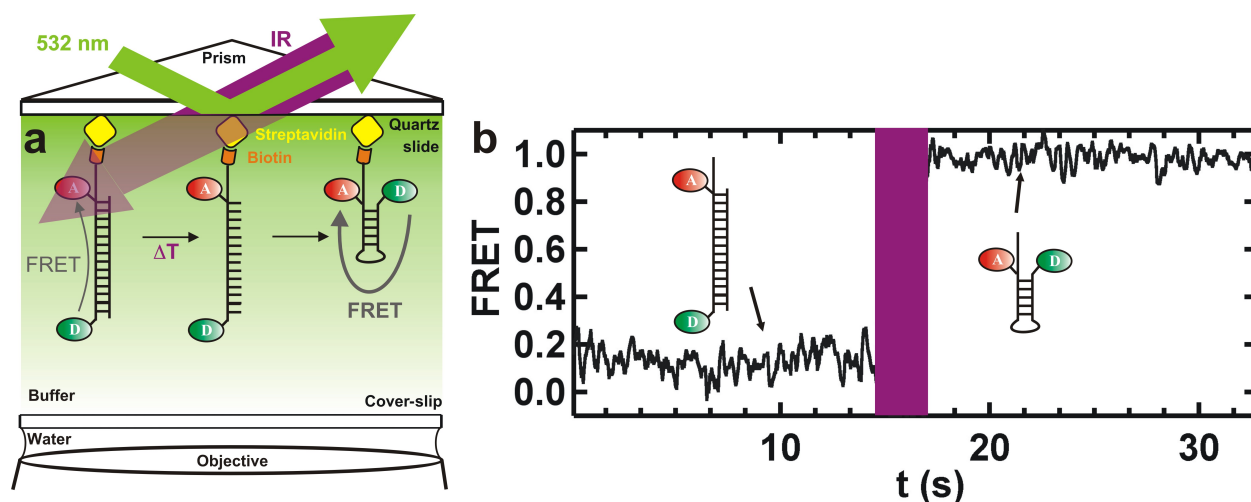 532 nm
IR
Prism
a
Streptavidin
Biotin
Quartz
slide
A
A
A
D
FRET
ΔT
FRET
D
D
Buffer
Cover-slip
Water
Objective
b
FRET
1.0
0.8
0.6
0.4
0.2
0.0
A
D
A
D
10
20
30
t (s)